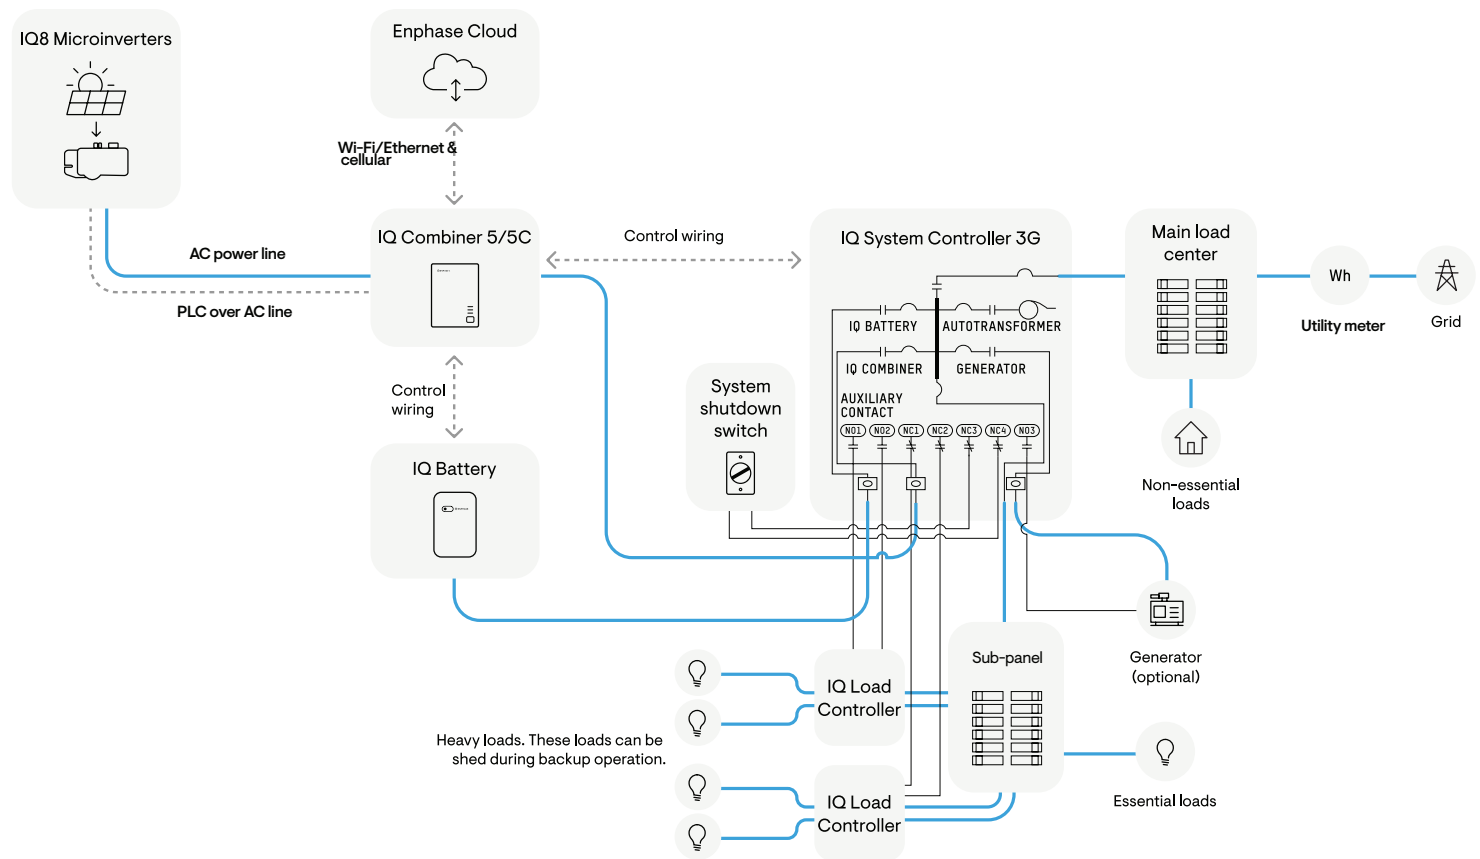 IQ8 Microinverters
Enphase Cloud
Wi-Fi/Ethernet &
cellular
AC power line
PLC over AC line
IQ Combiner 5/5C
Control wiring
IQ System Controller 3G
Main load
center
Wh
Utility meter
Grid
IQ BATTERY
AUTOTRANSFORMER
IQ COMBINER
GENERATOR
AUXILIARY
CONTACT
NO1 NO2 NC1 NC2 NC3 NC4 NO3
Control
wiring
System
shutdown
switch
IQ Battery
Non-essential
loads
Generator
(optional)
Sub-panel
IQ Load
Controller
Heavy loads. These loads can be
shed during backup operation.
IQ Load
Controller
Essential loads